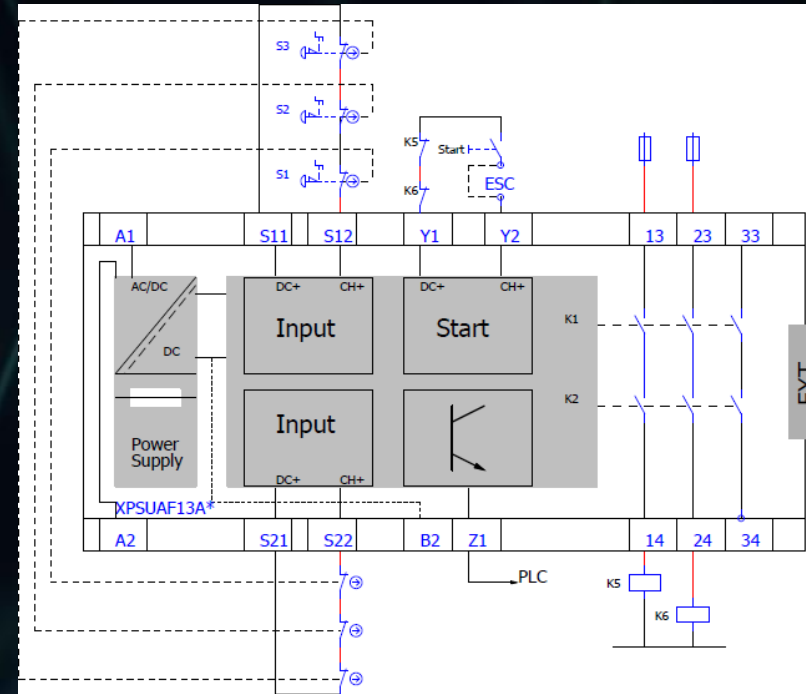 S3
S2
S1
K5
Start
K6
ESC
A1
S11
S12
Y1
Y2
13
23
33
AC/DC
DC
DC+
CH+
Input
DC+
CH+
Start
K1
K2
EXT
Input
DC+
CH+
Power
Supply
XPSUAF13A*
A2
S21
S22
B2
Z1
14
24
34
PLC
K5
K6